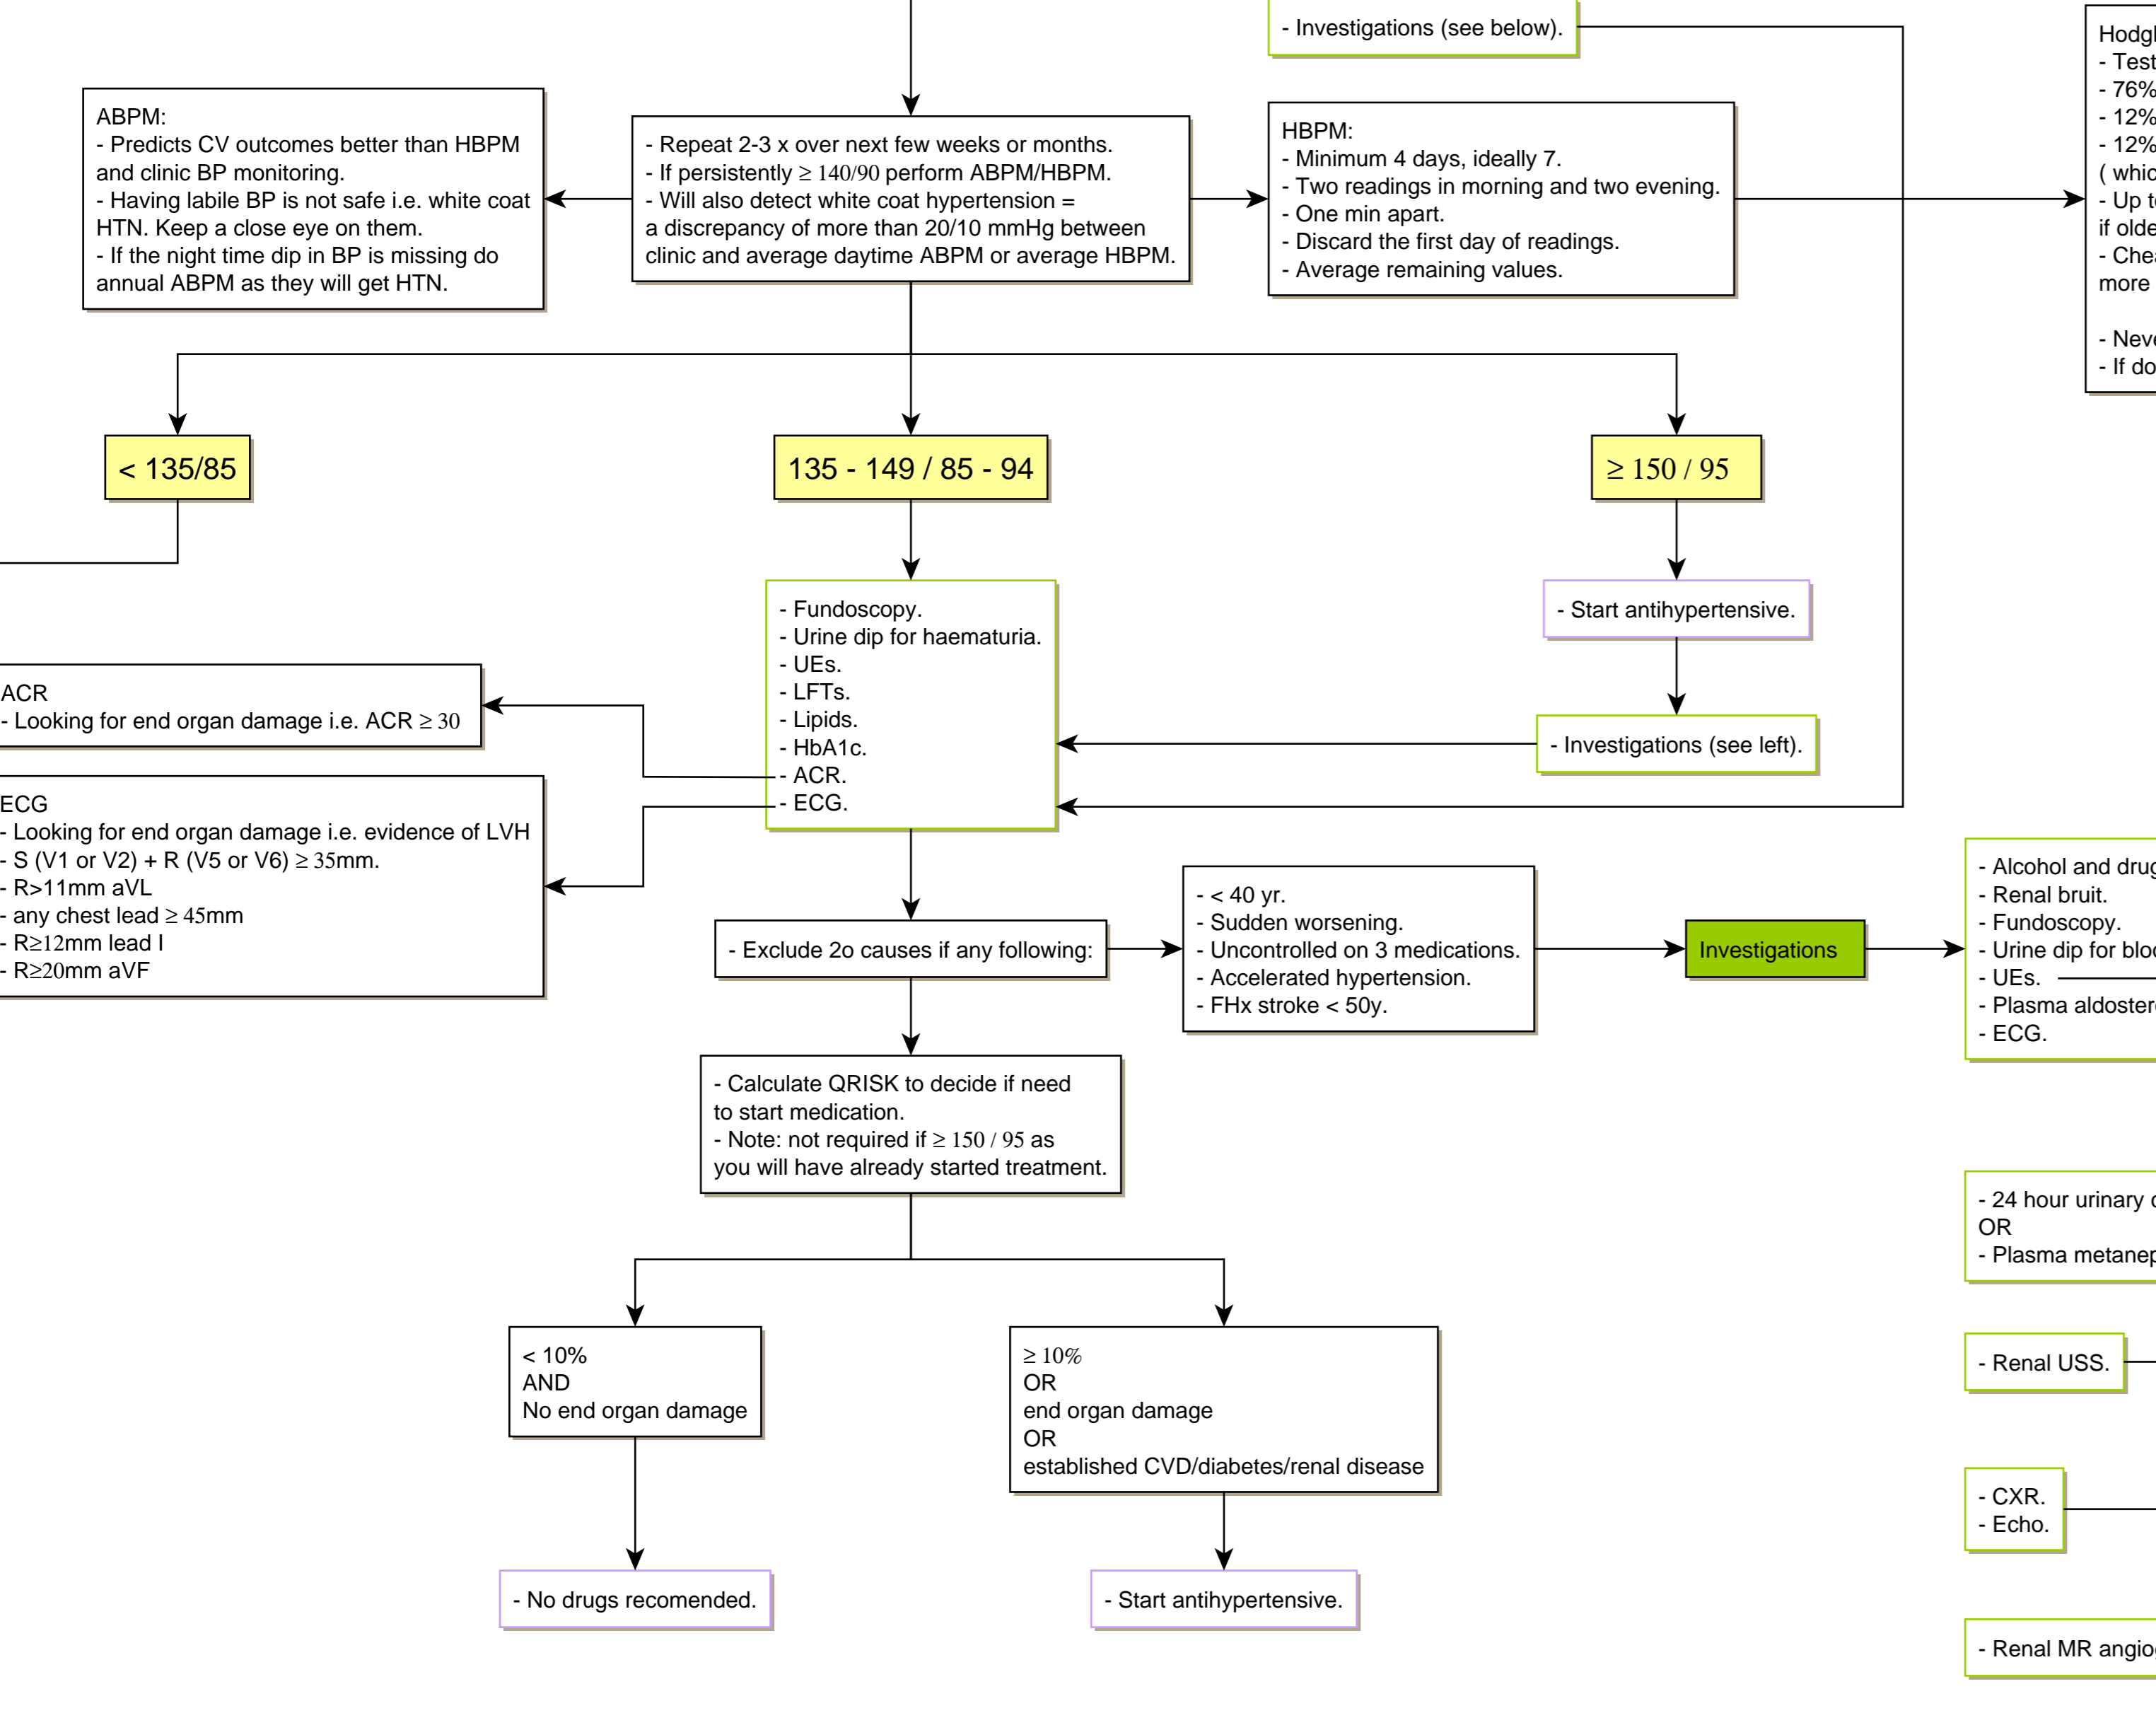 - Investigations (see below).
ABPM:
- Predicts CV outcomes better than HBPM
and clinic BP monitoring.
- Having labile BP is not safe i.e. white coat
HTN. Keep a close eye on them.
- If the night time dip in BP is missing do
annual ABPM as they will get HTN.
- Repeat 2-3 x over next few weeks or months.
- If persistently ≥ 140/90 perform ABPM/HBPM.
- Will also detect white coat hypertension =
a discrepancy of more than 20/10 mmHg between
clinic and average daytime ABPM or average HBPM.
HBPM:
- Minimum 4 days, ideally 7.
- Two readings in morning and two evening.
- One min apart.
- Discard the first day of readings.
- Average remaining values.
- Test
- 76%
- 12%
- 12%
- Up
if
more
- If
< 135/85
135 - 149 / 85 - 94
≥ 150 / 95
- Start antihypertensive.
- Investigations (see left).
- Fundoscopy.
- Urine dip for haematuria.
- UEs.
- LFTs.
- Lipids.
- HbA1c.
- ACR.
- ECG.
ACR
- Looking for end organ damage i.e. ACR ≥ 30
ECG
- Looking for end organ damage i.e. evidence of LVH
- S (V1 or V2) + R (V5 or V6) ≥ 35mm.
- R>11mm aVL
- any chest lead ≥ 45mm
- R≥12mm lead I
- R≥20mm aVF
- Exclude 2o causes if any following:
- < 40 yr.
- Sudden worsening.
- Uncontrolled on 3 medications.
- Accelerated hypertension.
- FHx stroke < 50y.
Investigations
- Alcohol and
- Renal bruit.
- Fundoscopy.
- Urine dip for
- UEs.
- Plasma
- ECG.
- Calculate QRISK to decide if need
to start medication.
- Note: not required if ≥ 150 / 95 as
you will have already started treatment.
- 24 hour urinary
OR
- Plasma
< 10%
AND
No end organ damage
≥ 10%
OR
end organ damage
OR
established CVD/diabetes/renal disease
- Renal USS.
- CXR.
- Echo.
- No drugs recomended.
- Start antihypertensive.
- Renal MR